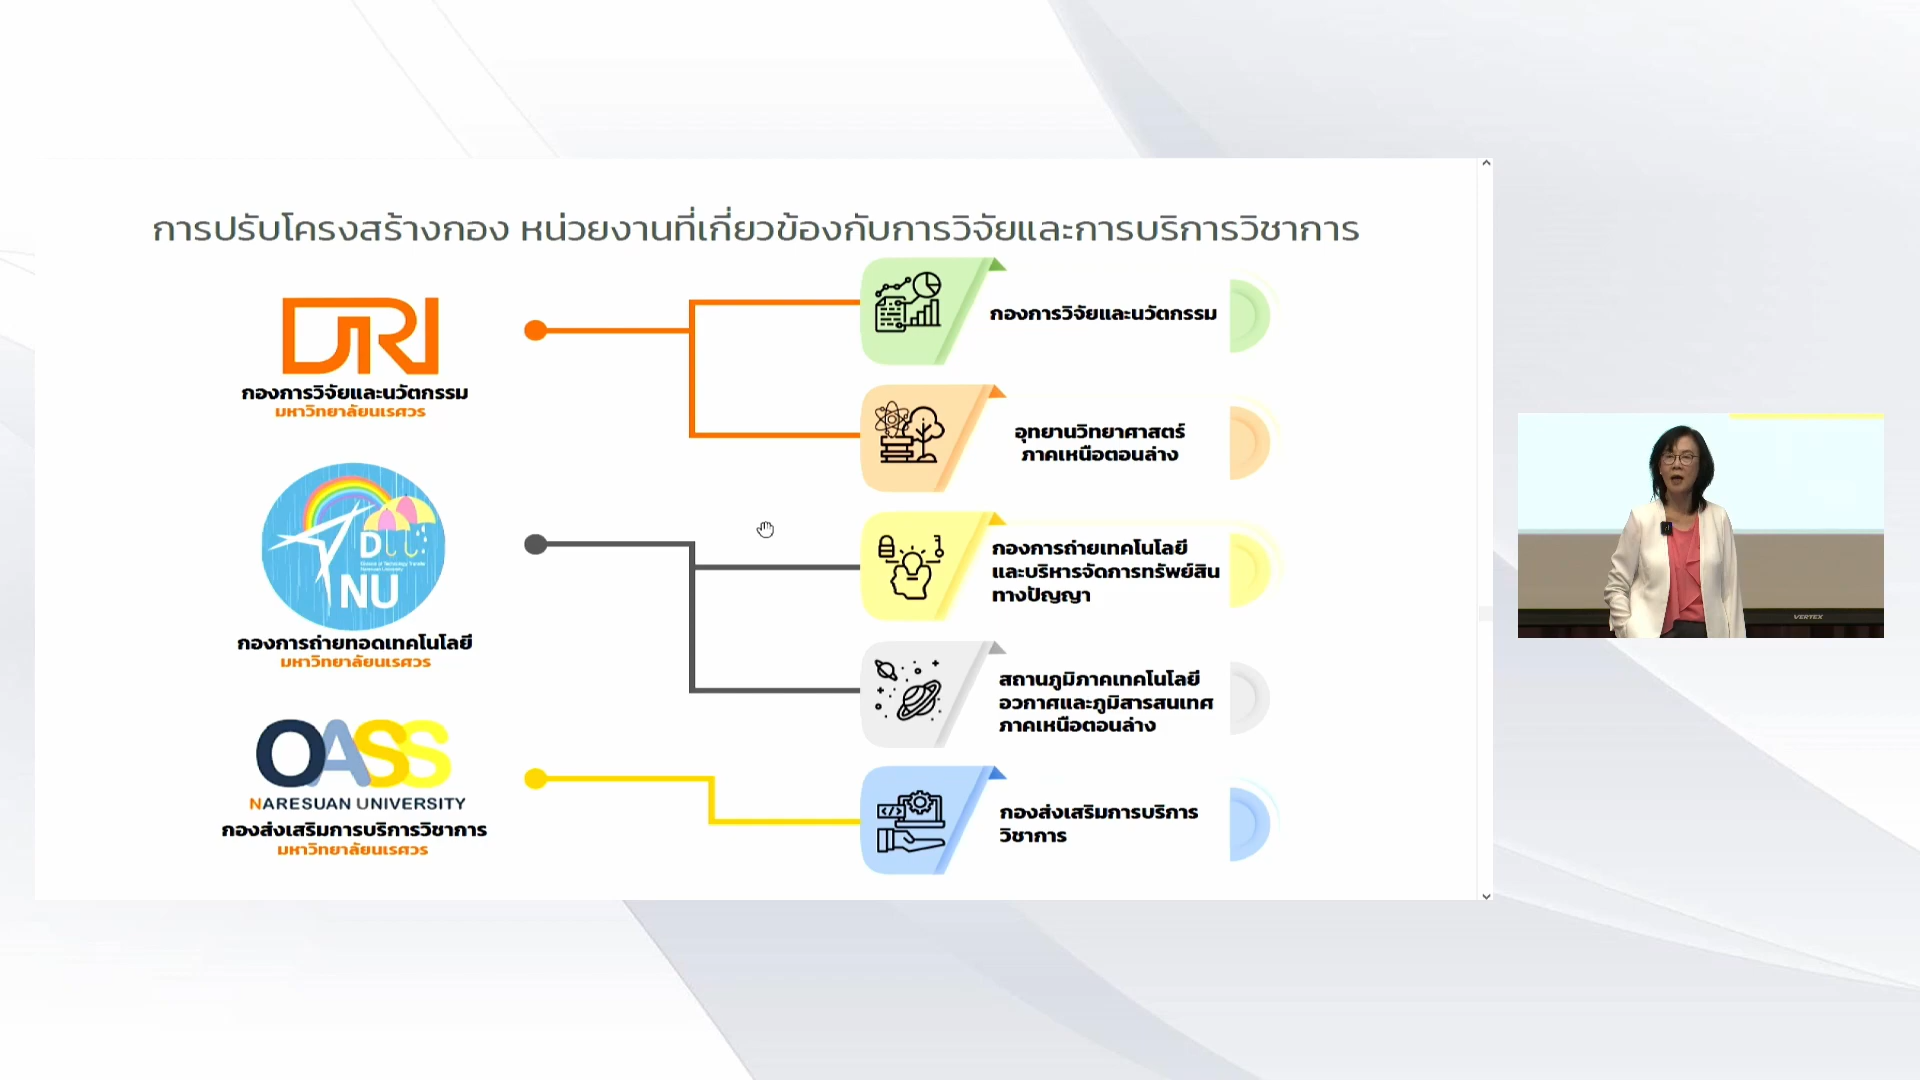 การปรับโครงสร้างกอง หน่วยงานที่เกี่ยวข้องกับการวิจัยและการบริการวิชาการ
DRI
กองการวิจัยและนวัตกรรม
มหาวิทยาลัยนเรศวร
NU
กองการถ่ายทอดเทคโนโลยี
มหาวิทยาลัยนเรศวร
OASS
NARESUAN UNIVERSITY
กองส่งเสริมการบริการวิชาการ
มหาวิทยาลัยนเรศวร
กองการวิจัยและนวัตกรรม
อุทยานวิทยาศาสตร์
ภาคเหนือตอนล่าง
กองการถ่ายเทคโนโลยี
และบริหารจัดการทรัพย์สิน
ทางปัญญา
สถานภูมิภาคเทคโนโลยี
อวกาศและภูมิสารสนเทศ
ภาคเหนือตอนล่าง
กองส่งเสริมการบริการ
วิชาการ
VERTEX